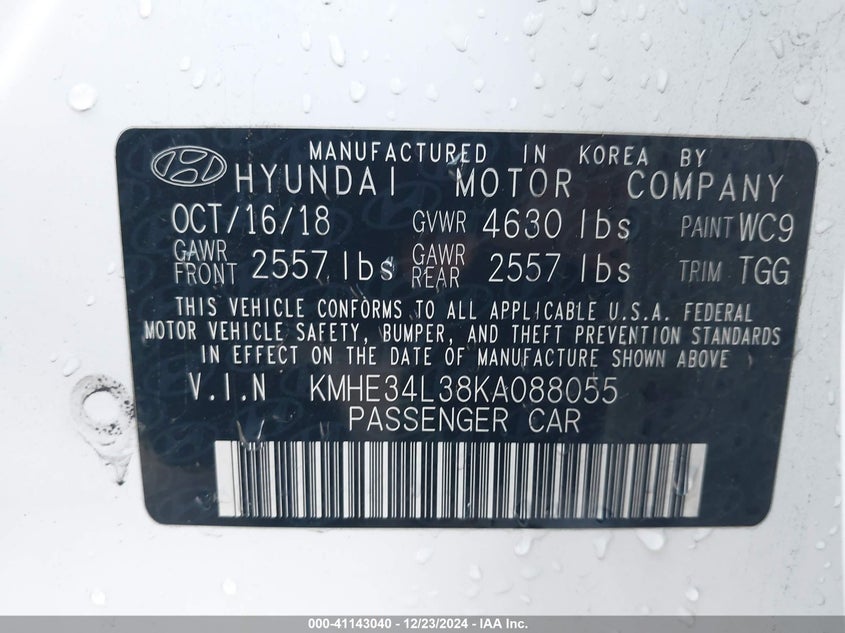 MANUFACTURED IN KOREA BY
HYUNDAI MOTOR COMPANY
OCT/16/18 GVWR 4630 lbs PAINT WC9
GAWR FRONT 2557 lbs GAWR REAR 2557 lbs TRIM TGG
THIS VEHICLE CONFORMS TO ALL APPLICABLE U.S.A. FEDERAL
MOTOR VEHICLE SAFETY, BUMPER, AND THEFT PREVENTION STANDARDS
IN EFFECT ON THE DATE OF MANUFACTURE SHOWN ABOVE
V.I.N KMHE34L38KA088055
PASSENGER CAR
000-41143040 - 12/23/2024 - IAA Inc.